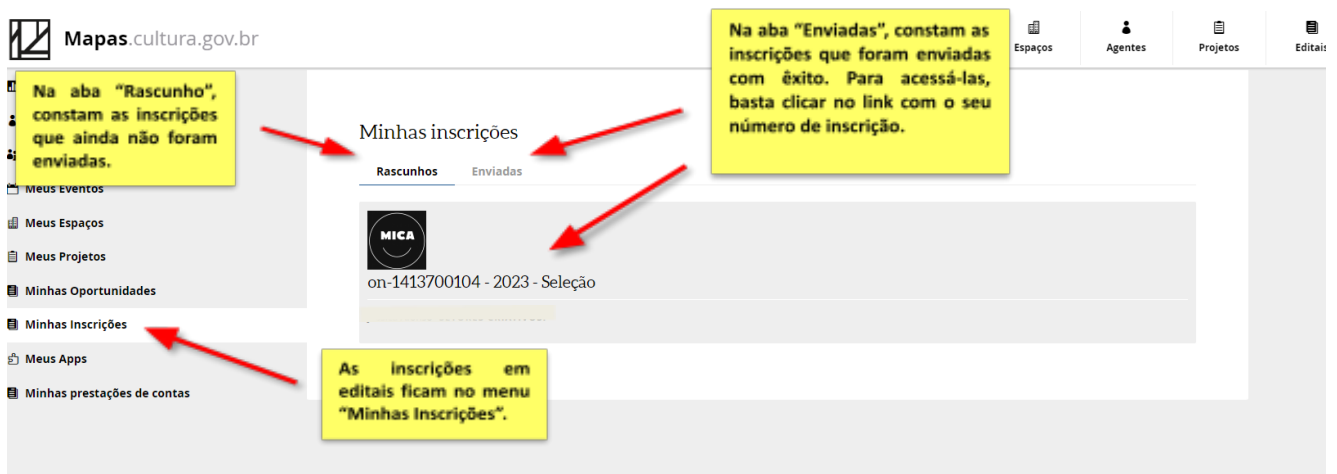 Mapas.cultura.gov.br
Espaços
Agentes
Projetos
Editais
Na aba “Rascunho”,
constam as inscrições
que ainda não foram
enviadas.
Na aba “Enviadas”, constam as
inscrições que foram enviadas
com êxito. Para acessá-las,
basta clicar no link com o seu
número de inscrição.
Meus Eventos
Meus Espaços
Meus Projetos
Minhas Oportunidades
Minhas Inscrições
Meus Apps
Minhas prestações de contas
Minhas inscrições
Rascunhos
Enviadas
MICA
on-1413700104 - 2023 - Seleção
As inscrições em
editais ficam no menu
“Minhas Inscrições”.